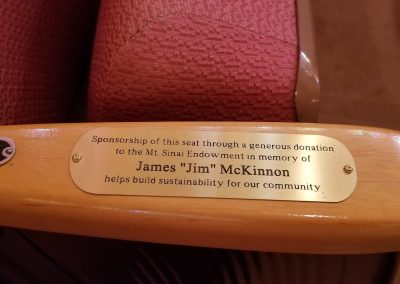 Sponsorship of this seat through a generous donation
to the Mt. Sinai Endowment in memory of
James "Jim" McKinnon
helps build sustainability for our community